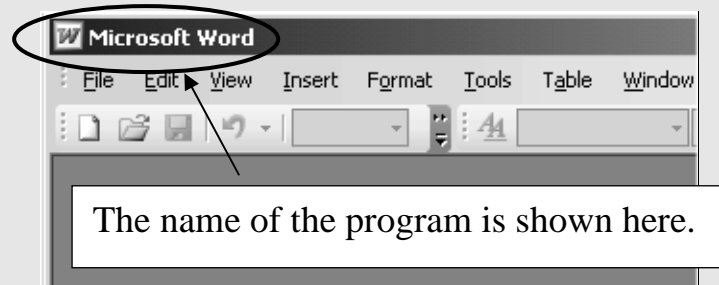 Microsoft Word
File Edit View Insert Format Tools Table Window
The name of the program is shown here.